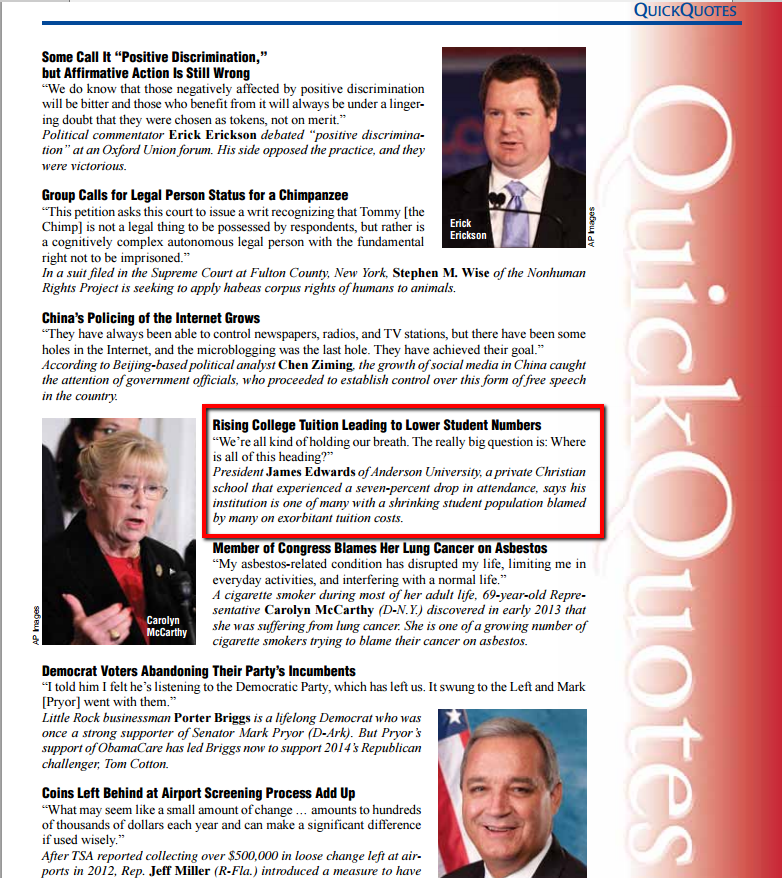 QUICKQUOTES
Some Call It “Positive Discrimination,”
but Affirmative Action Is Still Wrong
“We do know that those negatively affected by positive discrimination
will be bitter and those who benefit from it will always be under a linger-
ing doubt that they were chosen as tokens, not on merit.”
Political commentator Erick Erickson debated “positive discrimina-
tion” at an Oxford Union forum. His side opposed the practice, and they
were victorious.
Erick
Erickson
AP Images
Group Calls for Legal Person Status for a Chimpanzee
“This petition asks this court to issue a writ recognizing that Tommy [the
Chimp] is not a legal thing to be possessed by respondents, but rather is
a cognitively complex autonomous legal person with the fundamental
right not to be imprisoned.”
In a suit filed in the Supreme Court at Fulton County, New York, Stephen M. Wise of the Nonhuman
Rights Project is seeking to apply habeas corpus rights of humans to animals.
China’s Policing of the Internet Grows
“They have always been able to control newspapers, radios, and TV stations, but there have been some
holes in the Internet, and the microblogging was the last hole. They have achieved their goal.”
According to Beijing-based political analyst Chen Ziming, the growth of social media in China caught
the attention of government officials, who proceeded to establish control over this form of free speech
in the country.
Rising College Tuition Leading to Lower Student Numbers
“We’re all kind of holding our breath. The really big question is: Where
is all of this heading?”
President James Edwards of Anderson University, a private Christian
school that experienced a seven-percent drop in attendance, says his
institution is one of many with a shrinking student population blamed
by many on exorbitant tuition costs.
Member of Congress Blames Her Lung Cancer on Asbestos
“My asbestos-related condition has disrupted my life, limiting me in
everyday activities, and interfering with a normal life.”
A cigarette smoker during most of her adult life, 69-year-old Repre-
sentative Carolyn McCarthy (D-N.Y.) discovered in early 2013 that
she was suffering from lung cancer. She is one of a growing number of
cigarette smokers trying to blame their cancer on asbestos.
Carolyn
McCarthy
AP Images
Democrat Voters Abandoning Their Party’s Incumbents
“I told him I felt he’s listening to the Democratic Party, which has left us. It swung to the Left and Mark
[Pryor] went with them.”
Little Rock businessman Porter Briggs is a lifelong Democrat who was
once a strong supporter of Senator Mark Pryor (D-Ark). But Pryor’s
support of ObamaCare has led Briggs now to support 2014’s Republican
challenger, Tom Cotton.
Coins Left Behind at Airport Screening Process Add Up
“What may seem like a small amount of change … amounts to hundreds
of thousands of dollars each year and can make a significant difference
if used wisely.”
After TSA reported collecting over $500,000 in loose change left at air-
ports in 2012, Rep. Jeff Miller (R-Fla.) introduced a measure to have
QuickQuotes